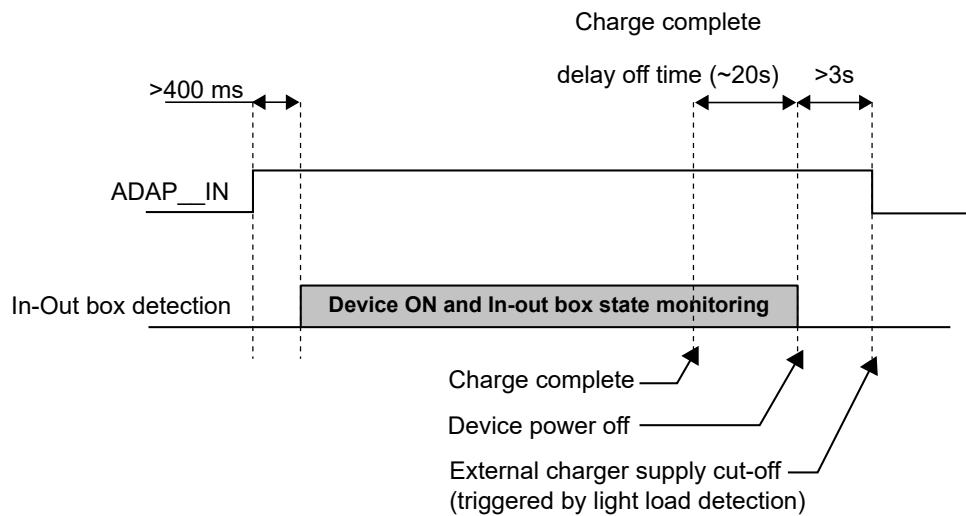 Charge complete
delay off time (~20s)
>3s
>400 ms
ADAP__IN
In-Out box detection
Device ON and In-out box state monitoring
Charge complete
Device power off
External charger supply cut-off
(triggered by light load detection)